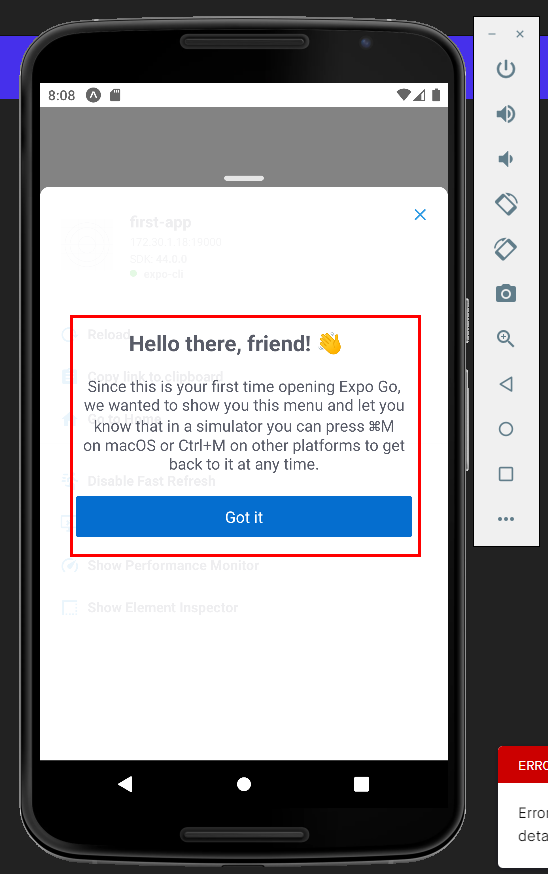 8:08
first-app
172.30.1.18:19000
SDK: 44.0.0
expo-cli
Reload
Hello there, friend! 👋
Copy link to clipboard
Since this is your first time opening Expo Go,
we wanted to show you this menu and let you
Go to Home
know that in a simulator you can press ⌘M
on macOS or Ctrl+M on other platforms to get
back to it at any time.
Disable Fast Refresh
Got it
Show Performance Monitor
Show Element Inspector
ERRO
Error
deta